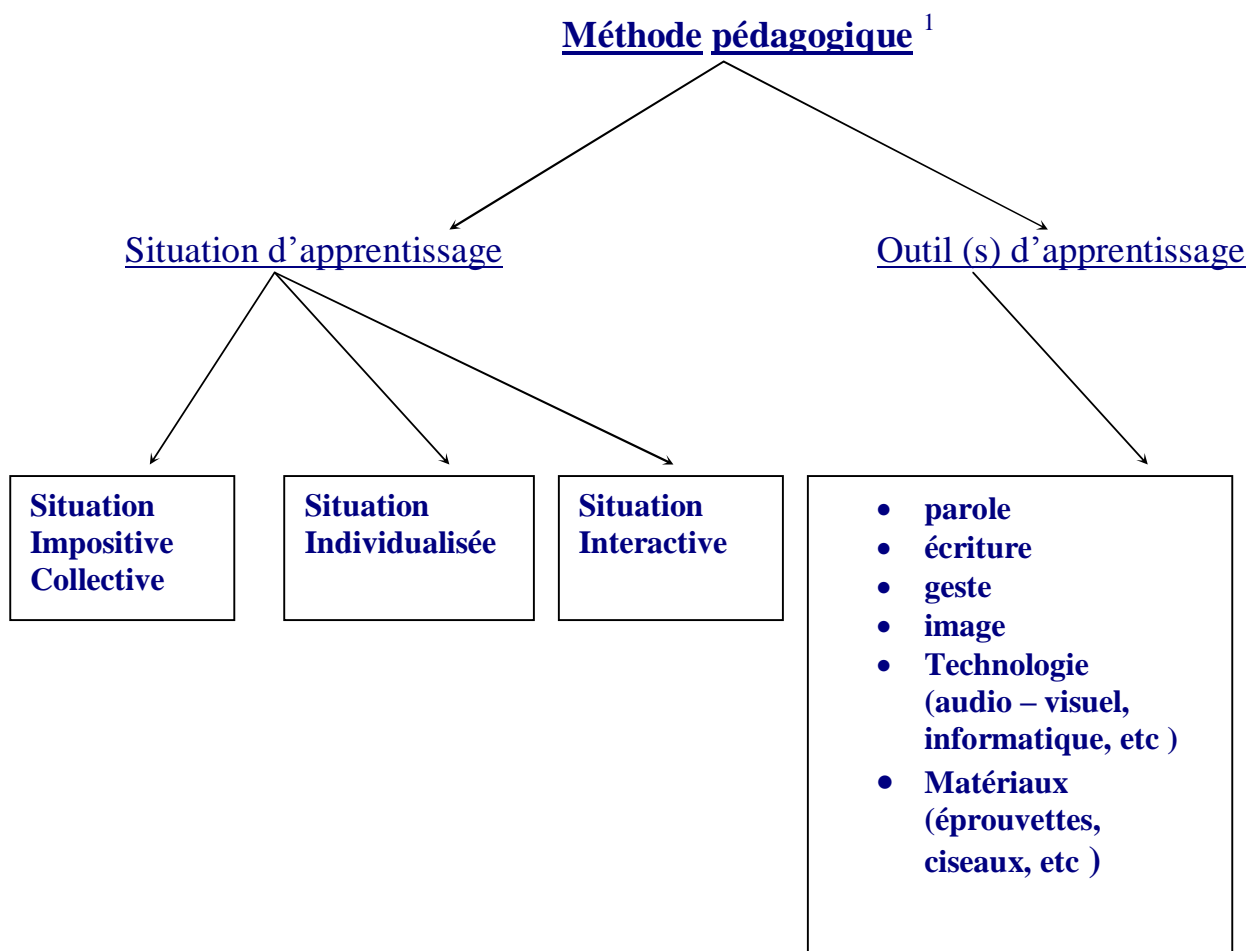 Méthode pédagogique 1
Situation d’apprentissage
Outil (s) d’apprentissage
Situation
Impositive
Collective
Situation
Individualisée
Situation
Interactive
• parole
• écriture
• geste
• image
• Technologie
(audio – visuel,
informatique, etc )
• Matériaux
(éprouvettes,
ciseaux, etc )